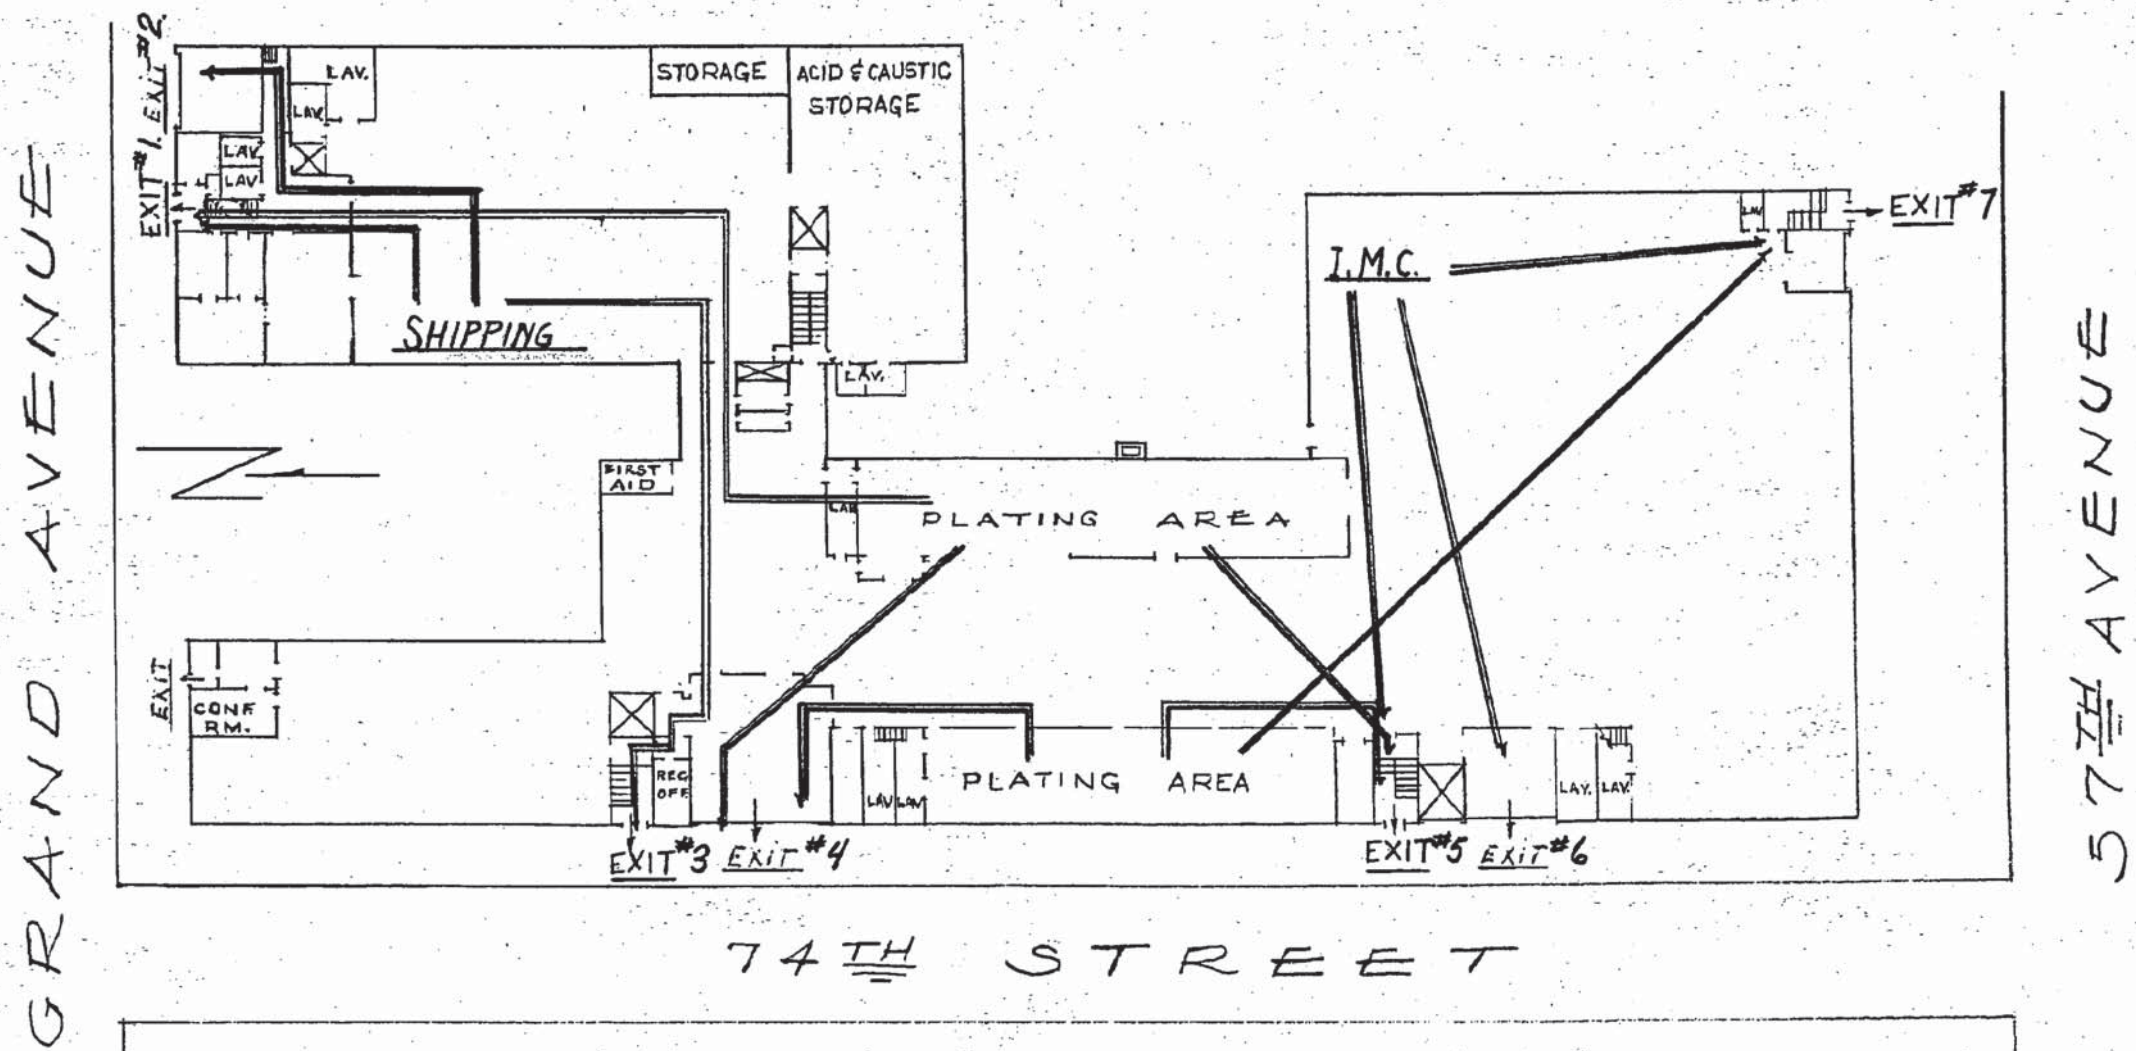 EXIT #2
EXIT #1
LAV.
LAV.
STORAGE
ACID & CAUSTIC
STORAGE
LAV
LAV
LAV
EXIT #7
I.M.C.
SHIPPING
LAV.
FIRST
AID
LAV
PLATING AREA
EXIT
CONF
RM.
REC
OFF
LAV
LAV
PLATING AREA
LAV.
LAV.
EXIT #3
EXIT #4
EXIT #5
EXIT #6
GRAND AVENUE
57TH AVENUE
74TH STREET